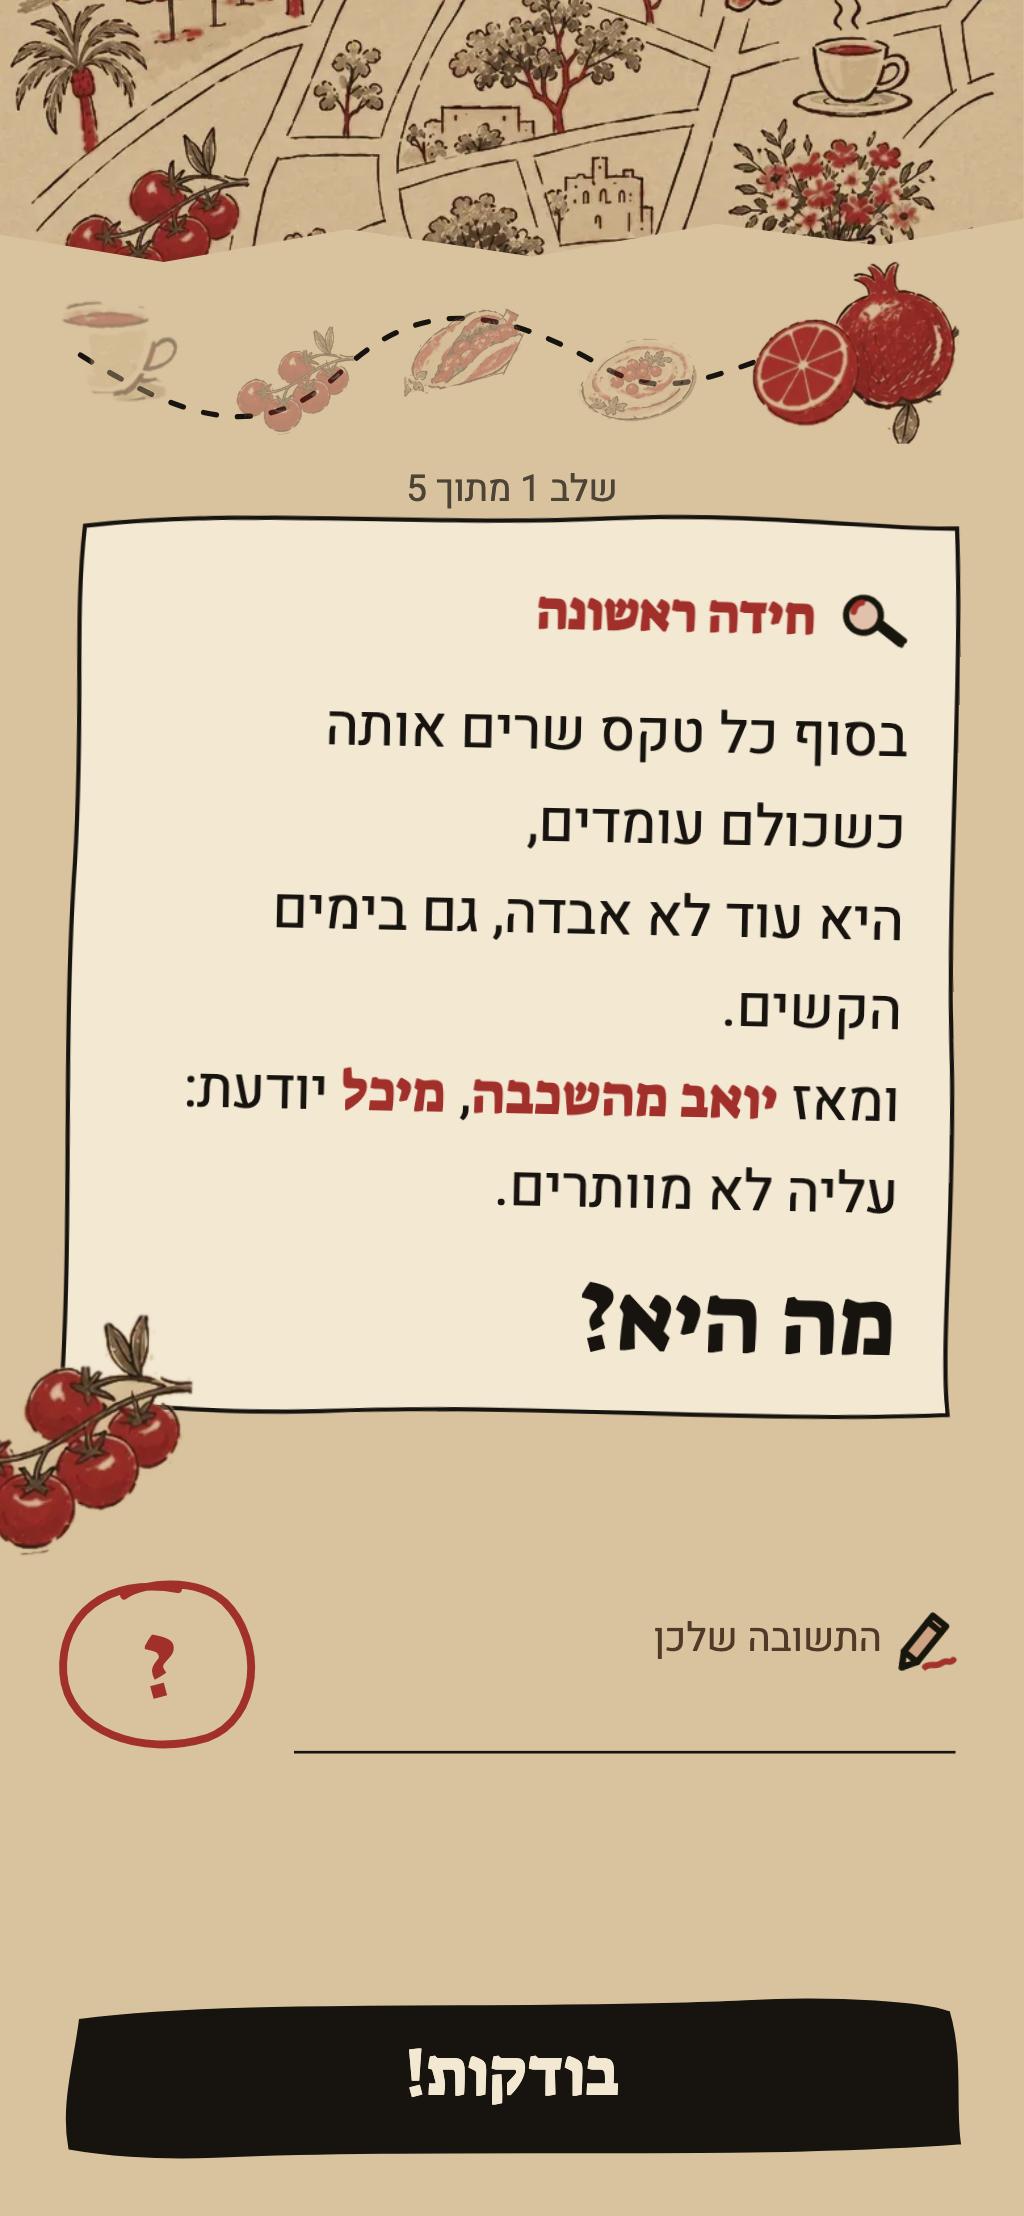 שלב 1 מתוך 5
חידה ראשונה
בסוף כל טקס שרים אותה
כשכולם עומדים,
היא עוד לא אבדה, גם בימים
הקשים.
ומאז יואב מהשכבה, מיכל יודעת:
עליה לא מוותרים.
מה היא?
התשובה שלכן
?
בודקות!